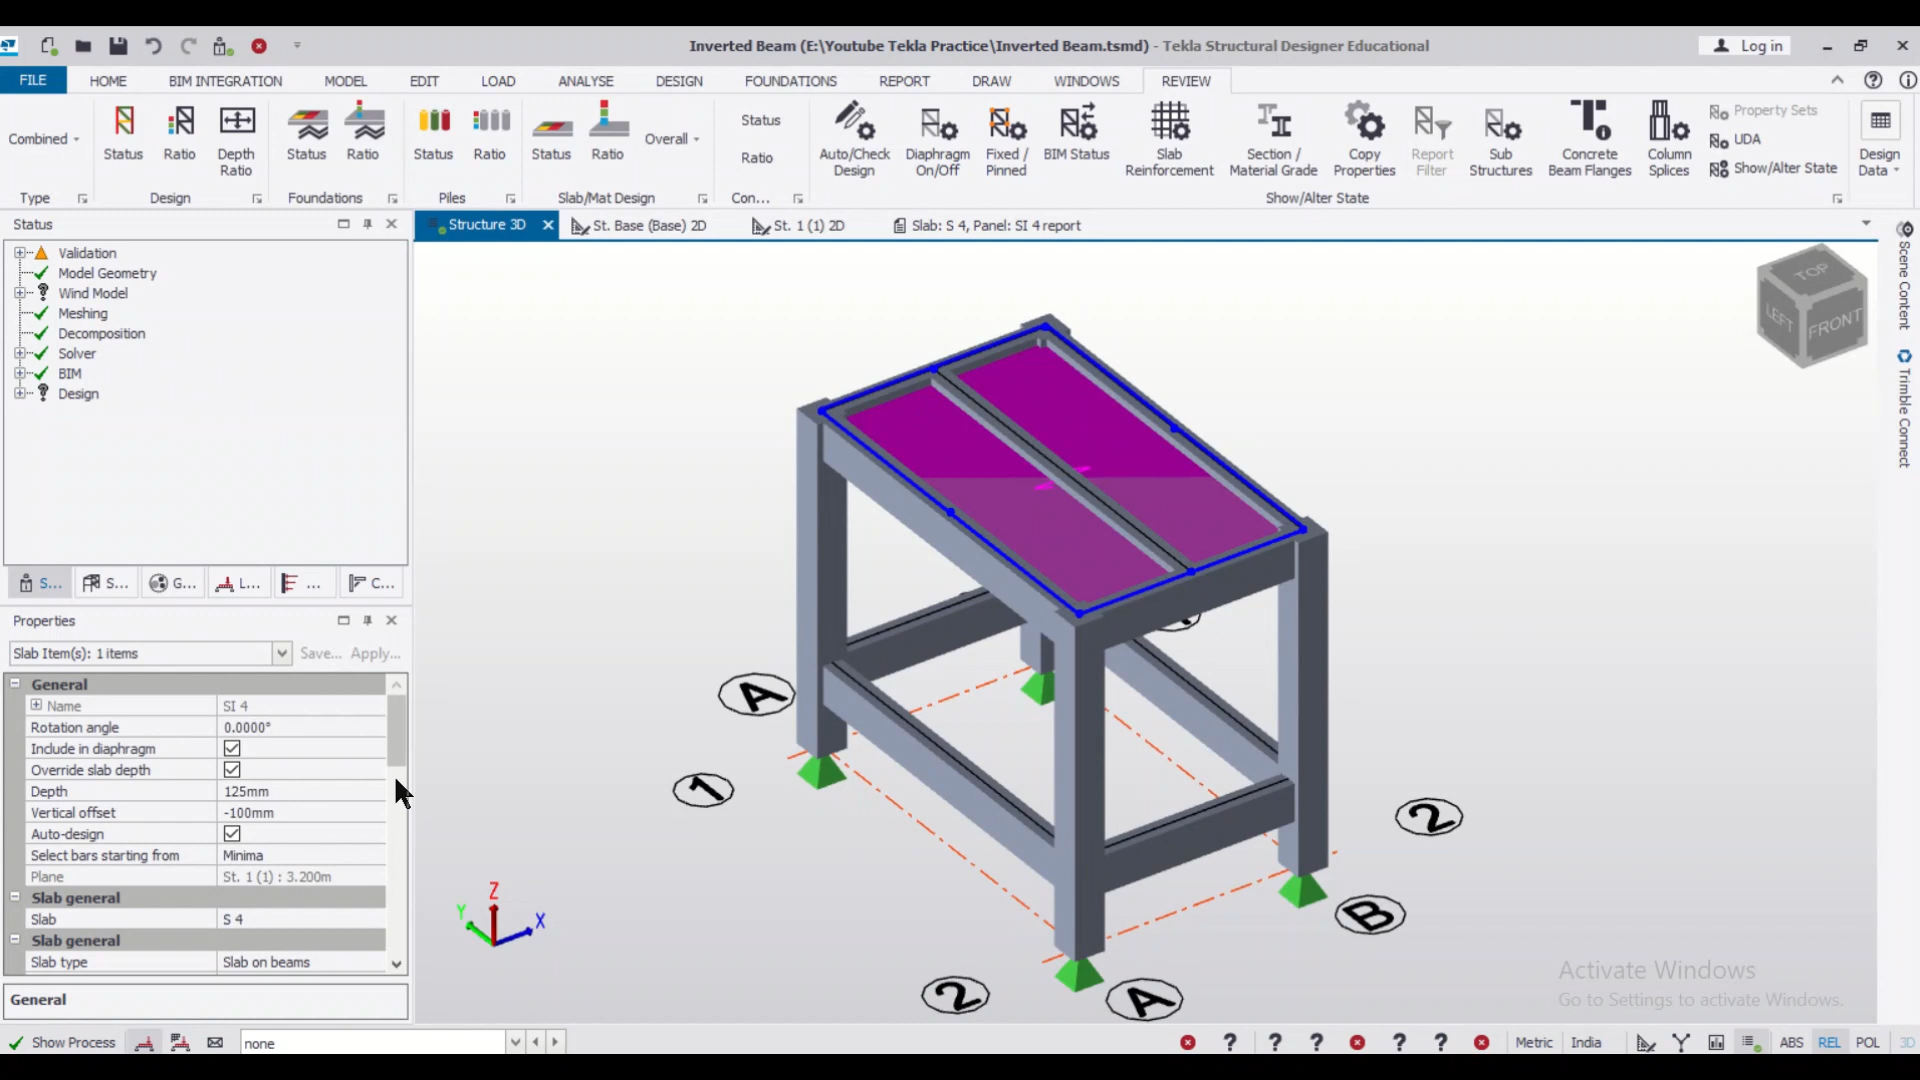 Inverted Beam (E:\Youtube Tekla Practice\Inverted Beam.tsmd) - Tekla Structural Designer Educational
Log in
FILE HOME BIM INTEGRATION MODEL EDIT LOAD ANALYSE DESIGN FOUNDATIONS REPORT DRAW WINDOWS REVIEW
Combined
Type
Status
Ratio
Depth Ratio
Design
Status
Ratio
Foundations
Status
Ratio
Piles
Status
Ratio
Overall
Slab/Mat Design
Status
Ratio
Con...
Auto/Check Design
Diaphragm On/Off
Fixed / Pinned
BIM Status
Slab Reinforcement
Section / Material Grade
Copy Properties
Report Filter
Sub Structures
Concrete Beam Flanges
Column Splices
Property Sets
UDA
Show/Alter State
Show/Alter State
Design Data
Status
Validation
Model Geometry
Wind Model
Meshing
Decomposition
Solver
BIM
Design
S... S... G... L... ... C...
Structure 3D
St. Base (Base) 2D
St. 1 (1) 2D
Slab: S 4, Panel: SI 4 report
Scene Content
Trimble Connect
TOP
LEFT
FRONT
Properties
Slab Item(s): 1 items
Save... Apply...
General
Name SI 4
Rotation angle 0.0000°
Include in diaphragm
Override slab depth
Depth 125mm
Vertical offset -100mm
Auto-design
Select bars starting from Minima
Plane St. 1 (1) : 3.200m
Slab general
Slab S 4
Slab general
Slab type Slab on beams
General
A
1
2
B
2
A
Z
Y
X
Activate Windows
Go to Settings to activate Windows.
Show Process
none
Metric
India
ABS
REL
POL
3D